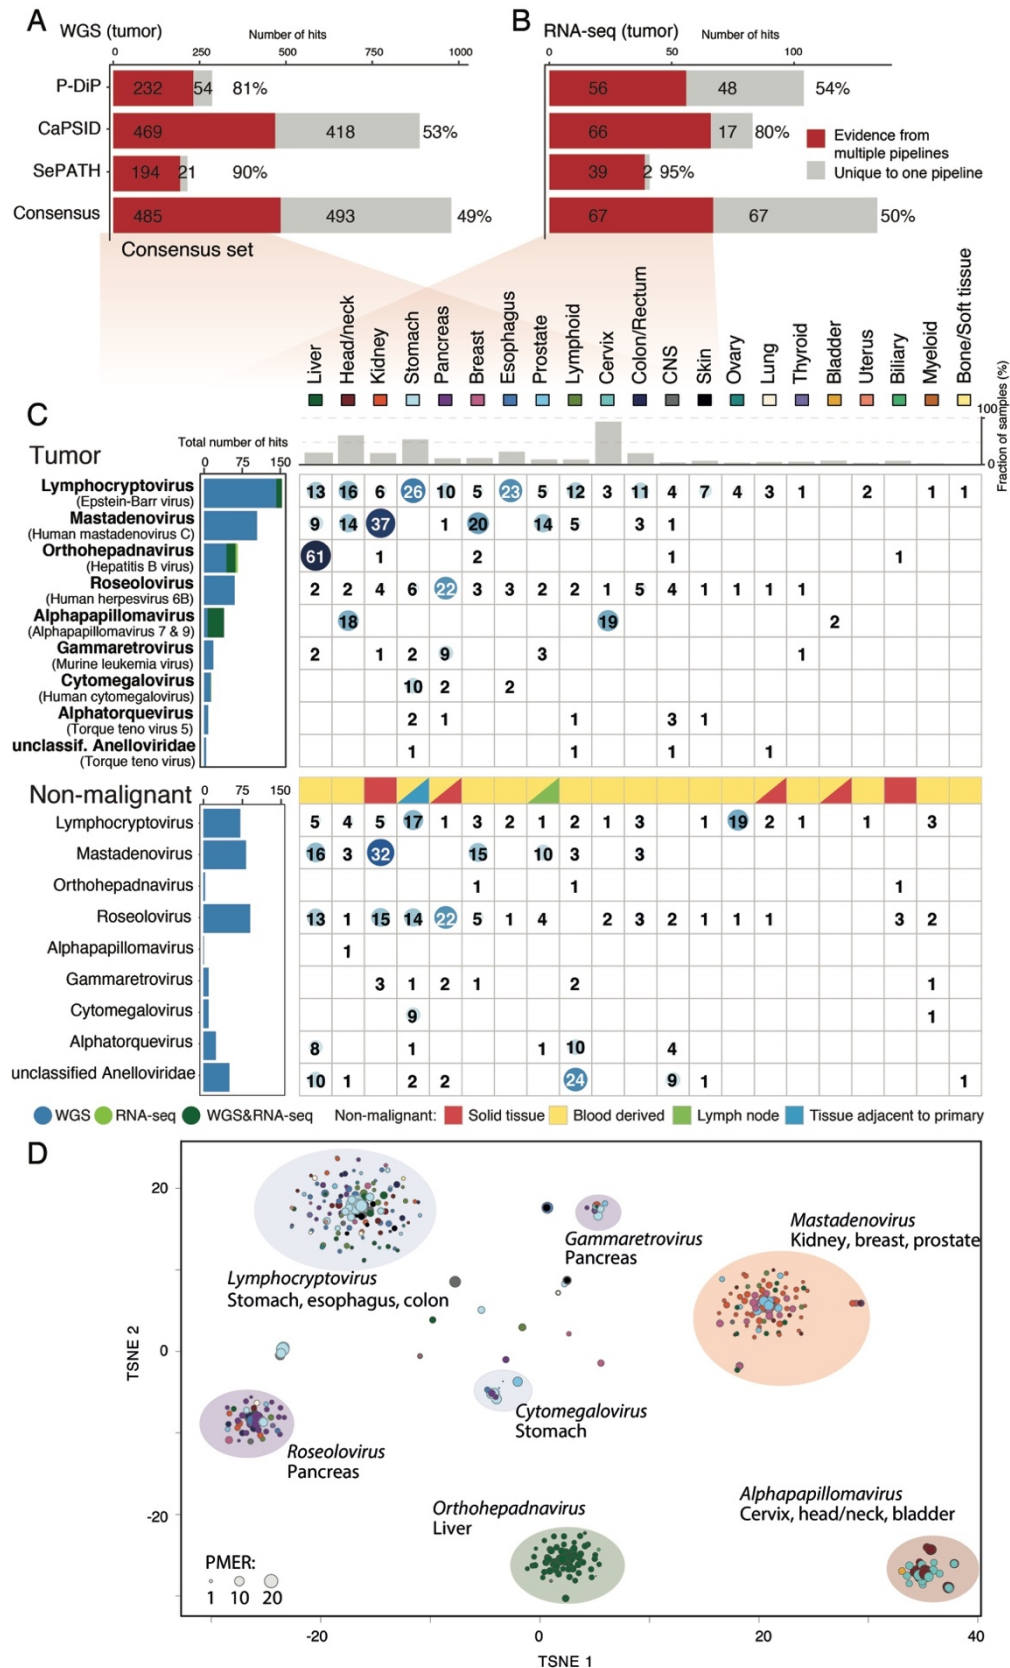 A WGS (tumor) Number of hits
0 250 500 750 1000
P-DiP 232 54 81%
CaPSID 469 418 53%
SePATH 194 21 90%
Consensus 485 493 49%
Consensus set
B RNA-seq (tumor) Number of hits
0 50 100
56 48 54%
66 17 80%
39 2 95%
67 67 50%
Evidence from
multiple pipelines
Unique to one pipeline
Liver
Head/neck
Kidney
Stomach
Pancreas
Breast
Esophagus
Prostate
Lymphoid
Cervix
Colon/Rectum
CNS
Skin
Ovary
Lung
Thyroid
Bladder
Uterus
Biliary
Myeloid
Bone/Soft tissue
C
Fraction of samples (%)
100
0
Total number of hits
Tumor 0 75 150
Lymphocryptovirus 13 16 6 26 10 5 23 5 12 3 11 4 7 4 3 1 2 1 1
(Epstein-Barr virus)
Mastadenovirus 9 14 37 1 20 14 5 3 1
(Human mastadenovirus C)
Orthohepadnavirus 61 1 2 1 1
(Hepatitis B virus)
Roseolovirus 2 2 4 6 22 3 3 2 2 1 5 4 1 1 1 1
(Human herpesvirus 6B)
Alphapapillomavirus 18 19 2
(Alphapapillomavirus 7 & 9)
Gammaretrovirus 2 1 2 9 3 1
(Murine leukemia virus)
Cytomegalovirus 10 2 2
(Human cytomegalovirus)
Alphatorquevirus 2 1 1 3 1
(Torque teno virus 5)
unclassif. Anelloviridae 1 1 1 1
(Torque teno virus)
Non-malignant 0 75 150
Lymphocryptovirus 5 4 5 17 1 3 2 1 2 1 3 1 19 2 1 1 3
Mastadenovirus 16 3 32 15 10 3 3
Orthohepadnavirus 1 1 1
Roseolovirus 13 1 15 14 22 5 1 4 2 3 2 1 1 1 3 2
Alphapapillomavirus 1
Gammaretrovirus 3 1 2 1 2 1
Cytomegalovirus 9 1
Alphatorquevirus 8 1 1 10 4
unclassified Anelloviridae 10 1 2 2 24 9 1 1
WGS RNA-seq WGS&RNA-seq Non-malignant: Solid tissue Blood derived Lymph node Tissue adjacent to primary
D
TSNE 2
20
0
-20
Lymphocryptovirus
Stomach, esophagus, colon
Gammaretrovirus
Pancreas
Mastadenovirus
Kidney, breast, prostate
Cytomegalovirus
Stomach
Roseolovirus
Pancreas
Orthohepadnavirus
Liver
Alphapapillomavirus
Cervix, head/neck, bladder
PMER:
1 10 20
-20 0 20 40
TSNE 1